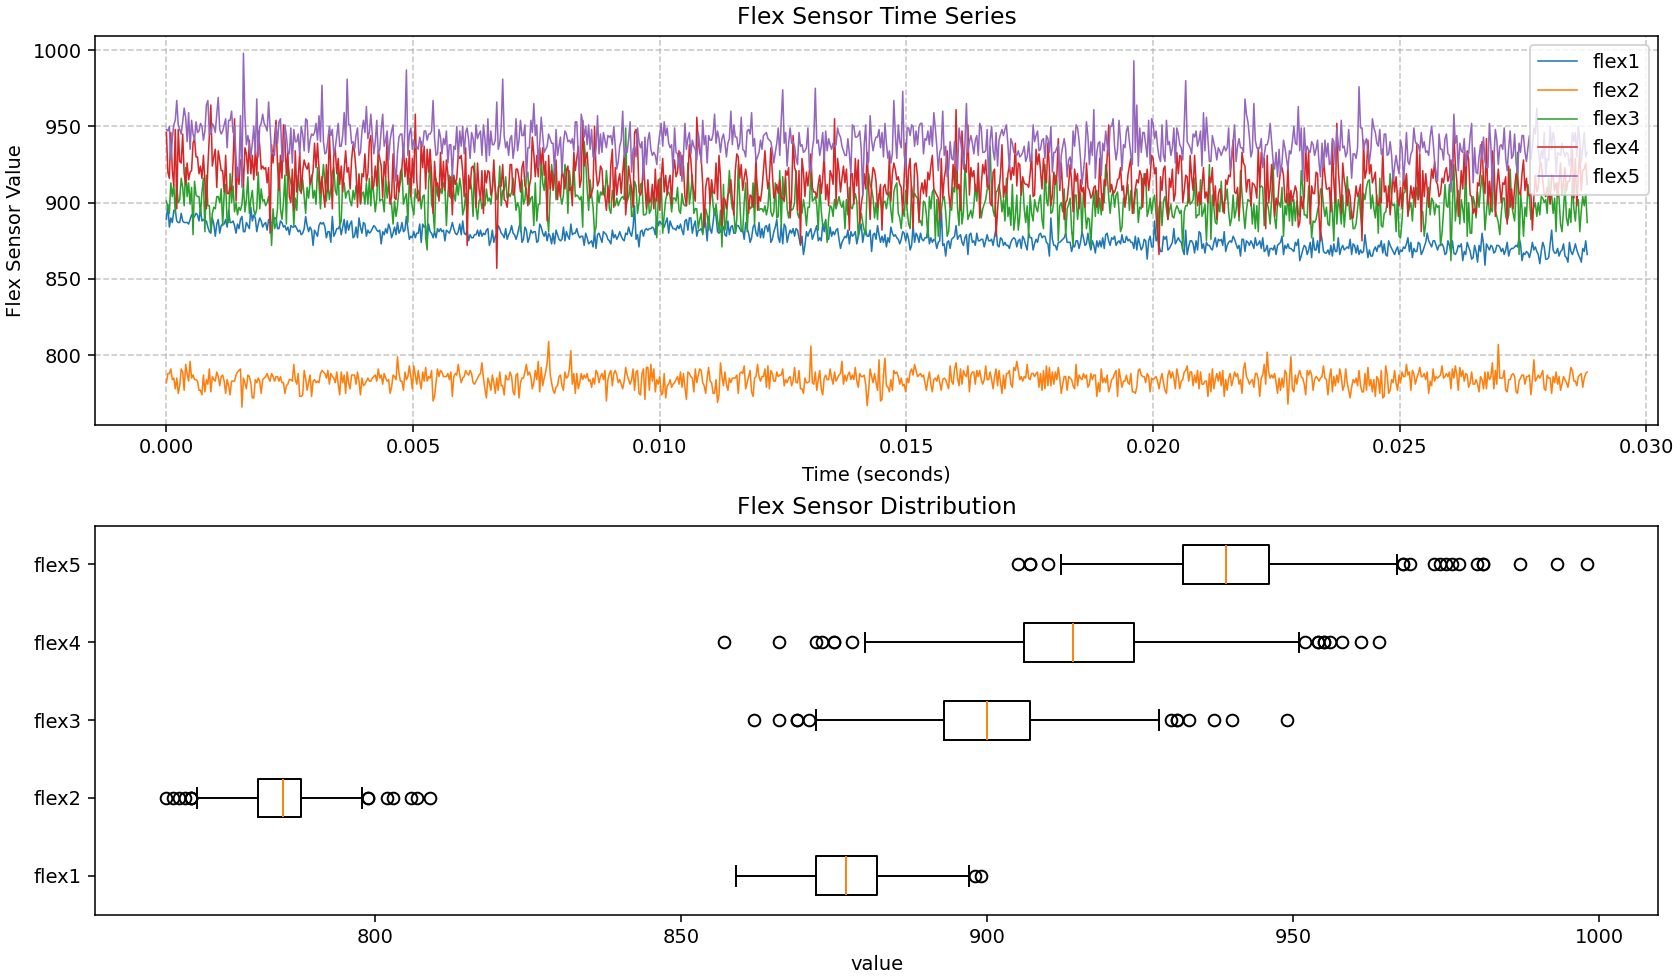 Flex Sensor Time Series
Flex Sensor Value
1000
950
900
850
800
flex1
flex2
flex3
flex4
flex5
0.000
0.005
0.010
0.015
0.020
0.025
0.030
Time (seconds)
Flex Sensor Distribution
flex5
flex4
flex3
flex2
flex1
800
850
900
950
1000
value